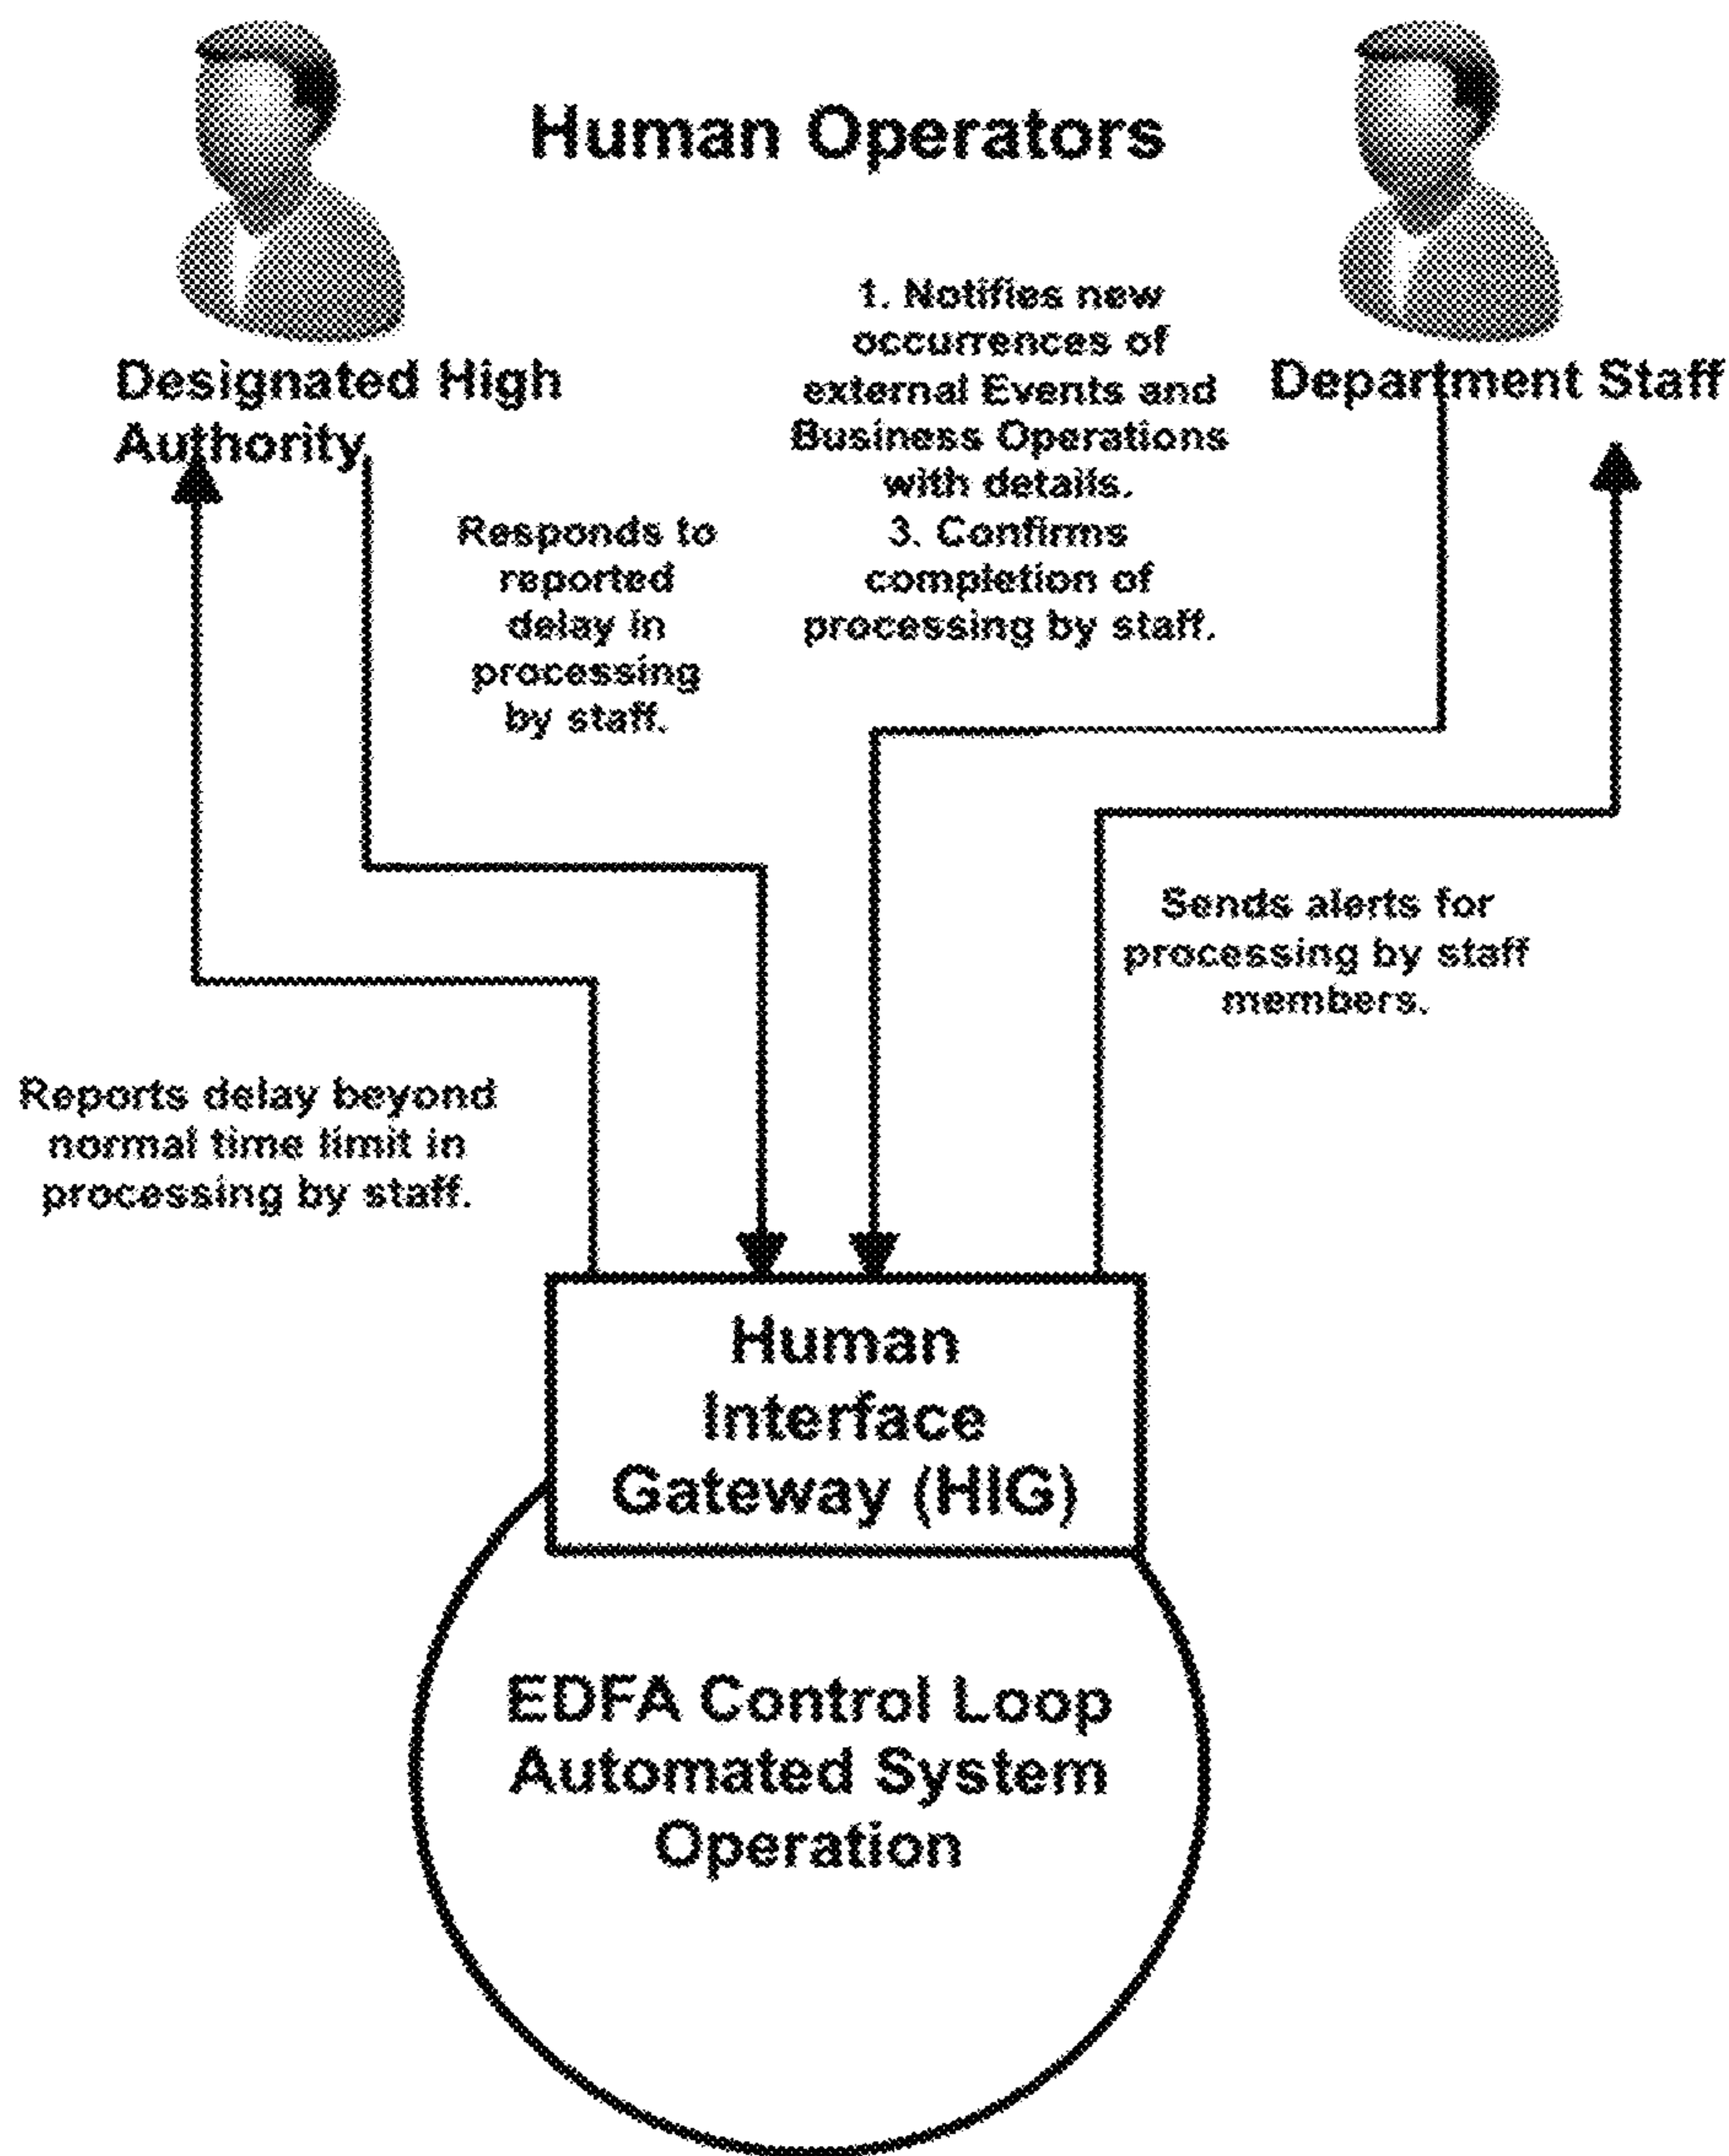 Human Operators
Designated High
Authority
Department Staff
1. Notifies new
occurrences of
external Events and
Business Operations
with details.
3. Confirms
completion of
processing by staff.
Responds to
reported
delay in
processing
by staff.
Sends alerts for
processing by staff
members.
Reports delay beyond
normal time limit in
processing by staff.
Human
Interface
Gateway (HIG)
EDFA Control Loop
Automated System
Operation